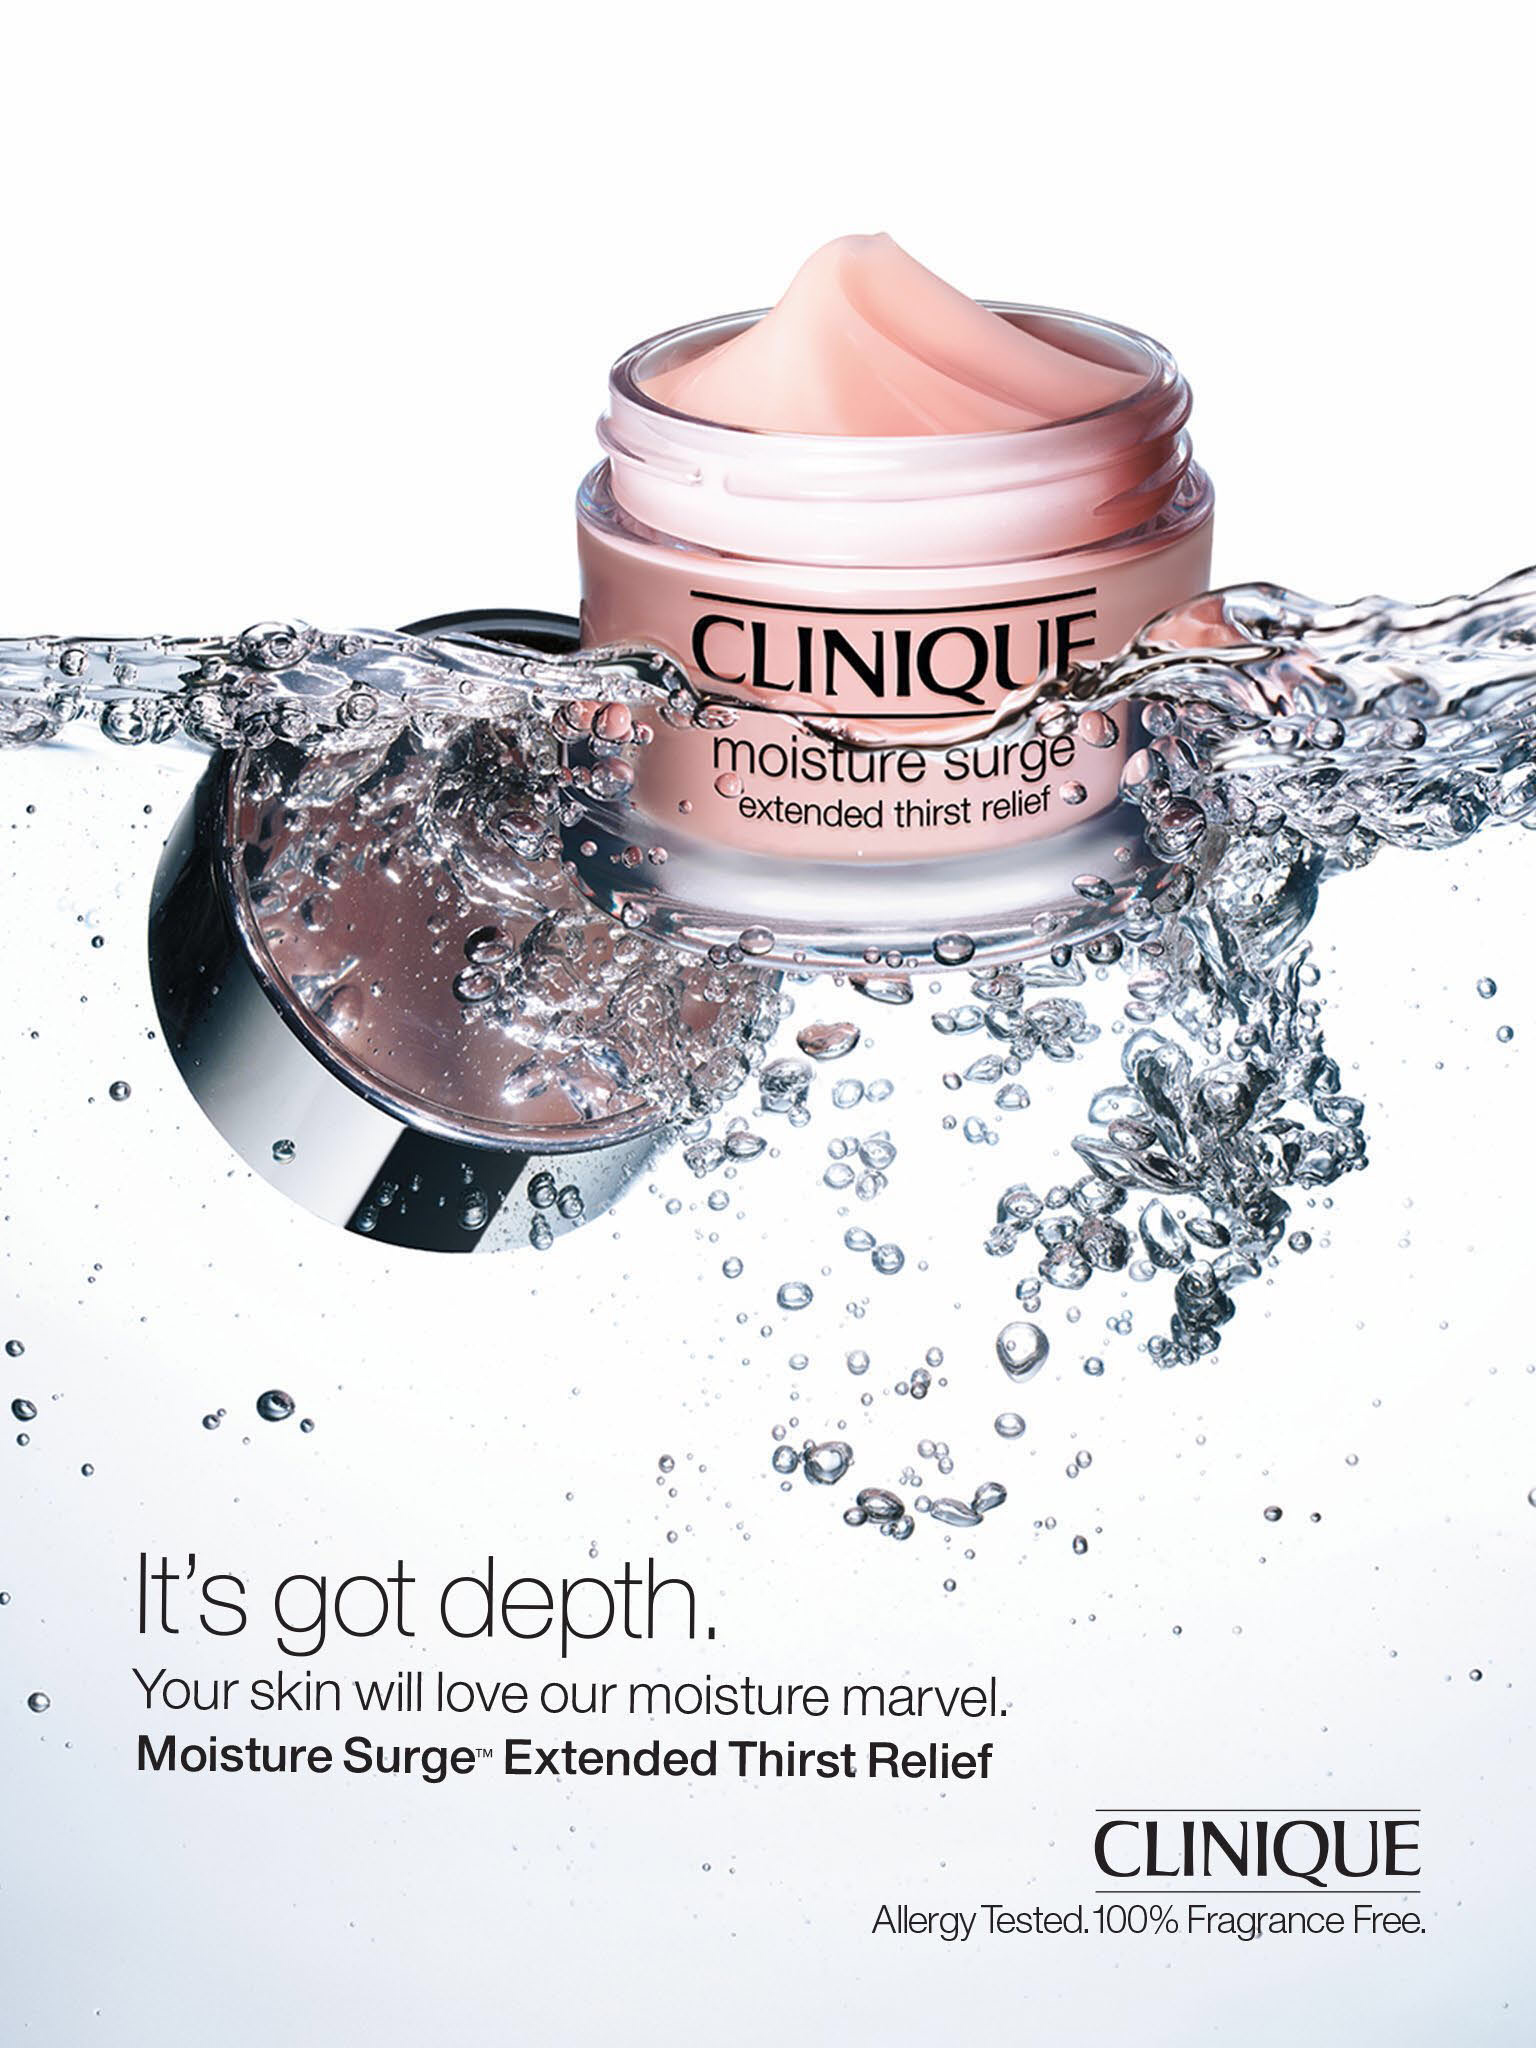 CLINIQUE
moisture surge
extended thirst relief
It's got depth.
Your skin will love our moisture marvel.
Moisture Surge™ Extended Thirst Relief
CLINIQUE
Allergy Tested. 100% Fragrance Free.